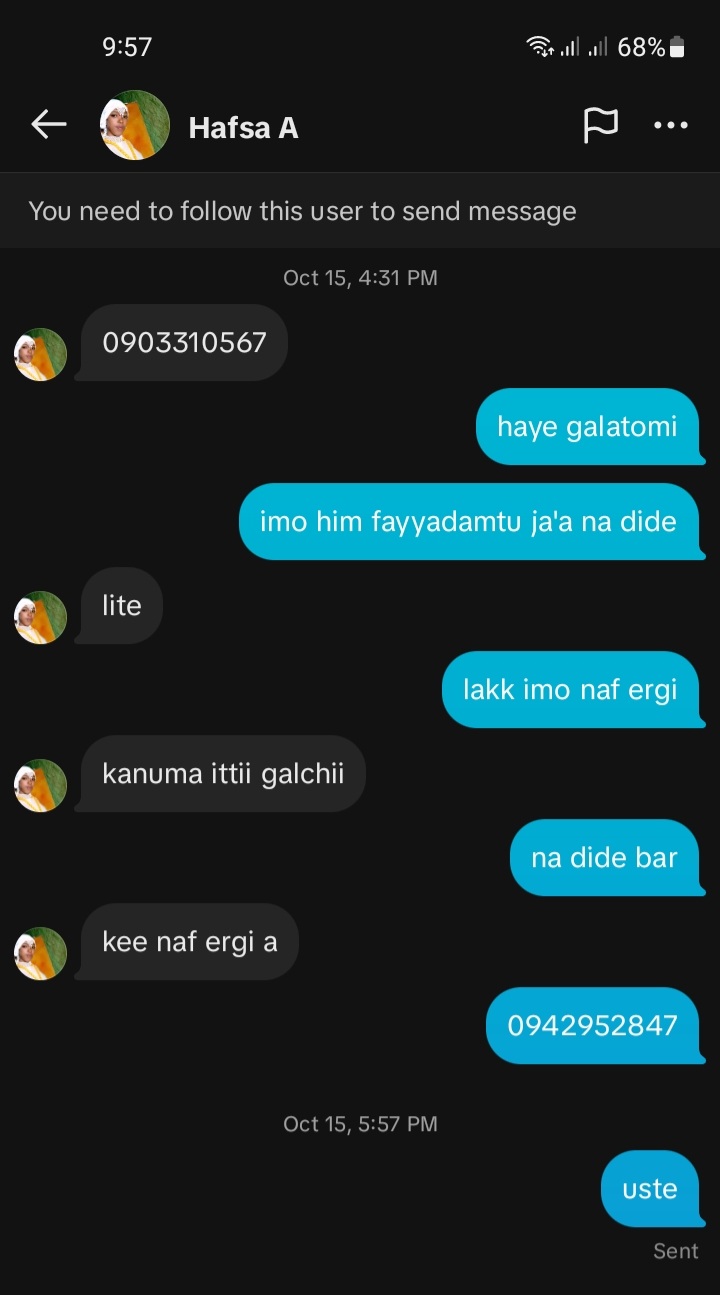 9:57
68%
Hafsa A
You need to follow this user to send message
Oct 15, 4:31 PM
0903310567
haye galatomi
imo him fayyadamtu ja'a na dide
lite
lakk imo naf ergi
kanuma ittii galchii
na dide bar
kee naf ergi a
0942952847
Oct 15, 5:57 PM
uste
Sent